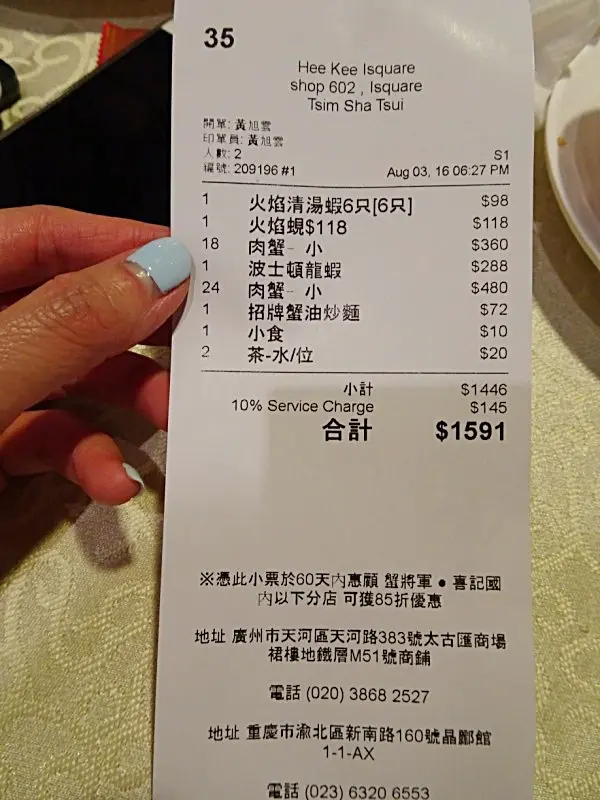 35
Hee Kee Isquare
shop 602 , Isquare
Tsim Sha Tsui
開單: 黃旭雲
印單員: 黃旭雲
人數: 2 S1
編號: 209196 #1 Aug 03, 16 06:27 PM
1 火焰清湯蝦6只[6只] $98
1 火焰蜆$118 $118
18 肉蟹- 小 $360
1 波士頓龍蝦 $288
24 肉蟹- 小 $480
1 招牌蟹油炒麵 $72
1 小食 $10
2 茶-水/位 $20
小計 $1446
10% Service Charge $145
合計 $1591
※憑此小票於60天內惠顧 蟹將軍 ● 喜記國
內以下分店 可獲85折優惠
地址 廣州市天河區天河路383號太古匯商場
裙樓地鐵層M51號商鋪
電話 (020) 3868 2527
地址 重慶市渝北區新南路160號晶酈館
1-1-AX
電話 (023) 6320 6553